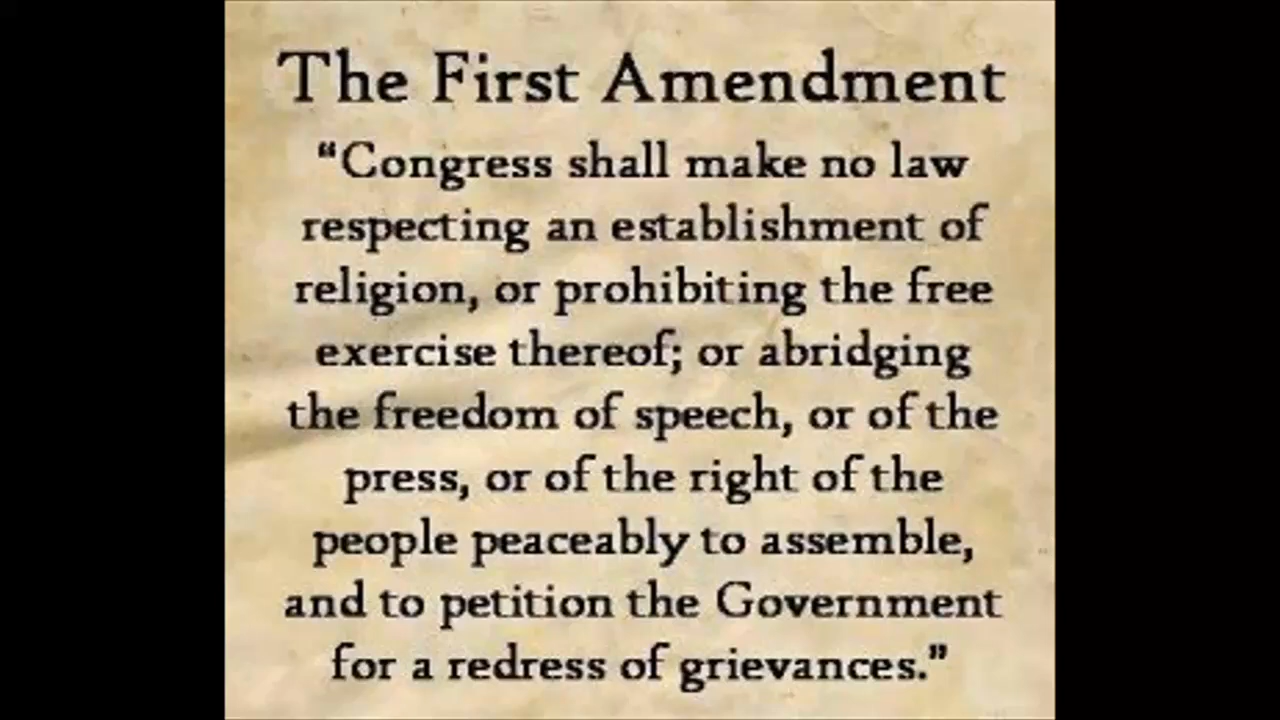 The First Amendment
“Congress shall make no law
respecting an establishment of
religion, or prohibiting the free
exercise thereof; or abridging
the freedom of speech, or of the
press, or of the right of the
people peaceably to assemble,
and to petition the Government
for a redress of grievances.”